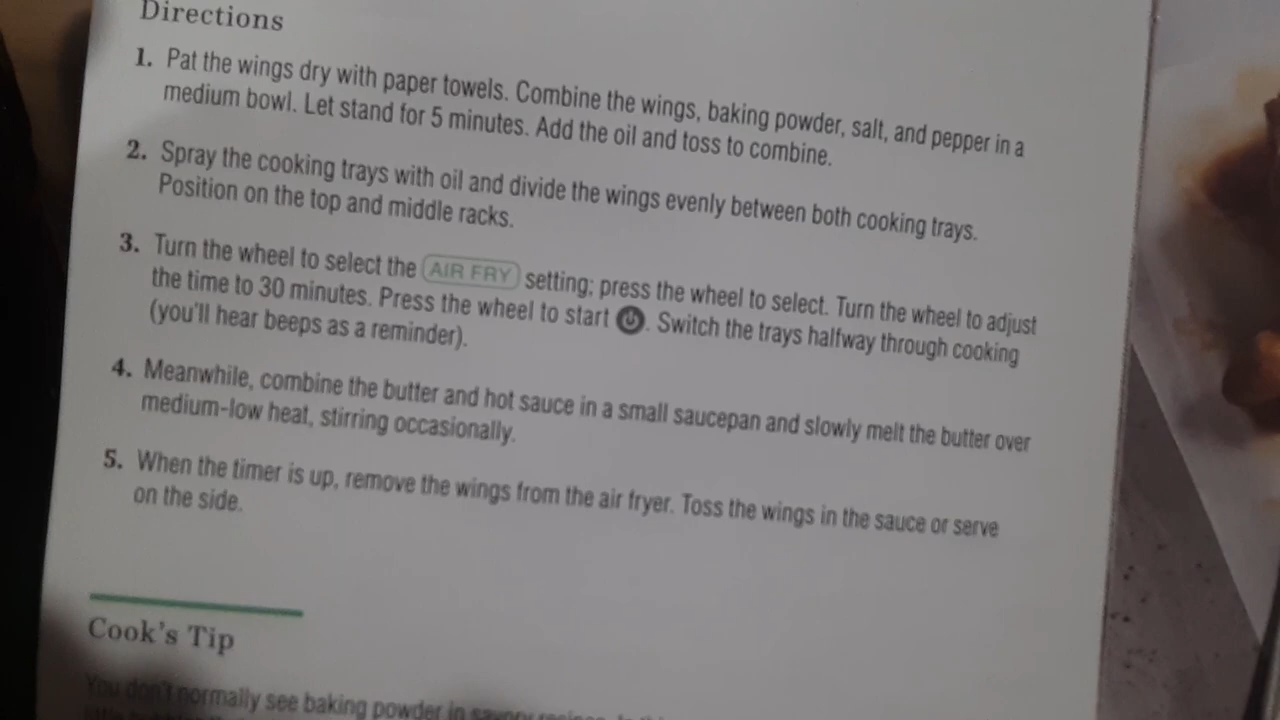 Directions
1. Pat the wings dry with paper towels. Combine the wings, baking powder, salt, and pepper in a
medium bowl. Let stand for 5 minutes. Add the oil and toss to combine.
2. Spray the cooking trays with oil and divide the wings evenly between both cooking trays.
Position on the top and middle racks.
3. Turn the wheel to select the AIR FRY setting; press the wheel to select. Turn the wheel to adjust
the time to 30 minutes. Press the wheel to start . Switch the trays halfway through cooking
(you'll hear beeps as a reminder).
4. Meanwhile, combine the butter and hot sauce in a small saucepan and slowly melt the butter over
medium-low heat, stirring occasionally.
5. When the timer is up, remove the wings from the air fryer. Toss the wings in the sauce or serve
on the side.
Cook's Tip
You don't normally see baking powder in savory recipes.